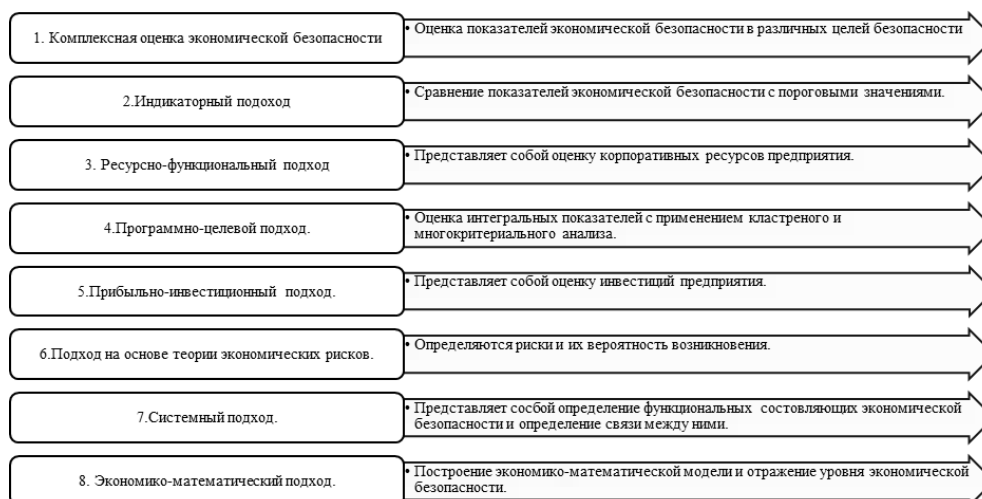 1. Комплексная оценка экономической безопасности
• Оценка показателей экономической безопасности в различных целей безопасности
2.Индикаторный подоход
• Сравнение показателей экономической безопасности с пороговыми значениями.
3. Ресурсно-функциональный подход
• Представляет собой оценку корпоративных ресурсов предприятия.
4.Программно-целевой подход.
• Оценка интегральных показателей с применением кластреного и
многокритериального анализа.
5.Прибыльно-инвестиционный подход.
• Представляет собой оценку инвестиций предприятия.
6.Подход на основе теории экономических рисков.
• Определяются риски и их вероятность возникновения.
7.Системный подход.
• Представляет сосбой определение функциональных состовляющих экономической
безопасности и определение связи между ними.
8. Экономико-математический подход.
• Построение экономико-математической модели и отражение уровня экономической
безопасности.